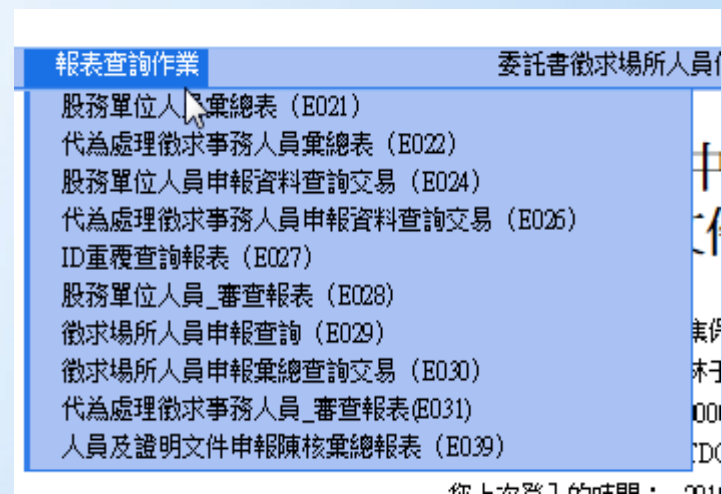 報表查詢作業 委託書徵求場所人員
股務單位人員彙總表（E021）
代為處理徵求事務人員彙總表（E022）
股務單位人員申報資料查詢交易（E024）
代為處理徵求事務人員申報資料查詢交易（E026）
ID重覆查詢報表（E027）
股務單位人員_審查報表（E028）
徵求場所人員申報查詢（E029）
徵求場所人員申報彙總查詢交易（E030）
代為處理徵求事務人員_審查報表(E031)
人員及證明文件申報陳核彙總報表（E039）
您上次登入的時間：